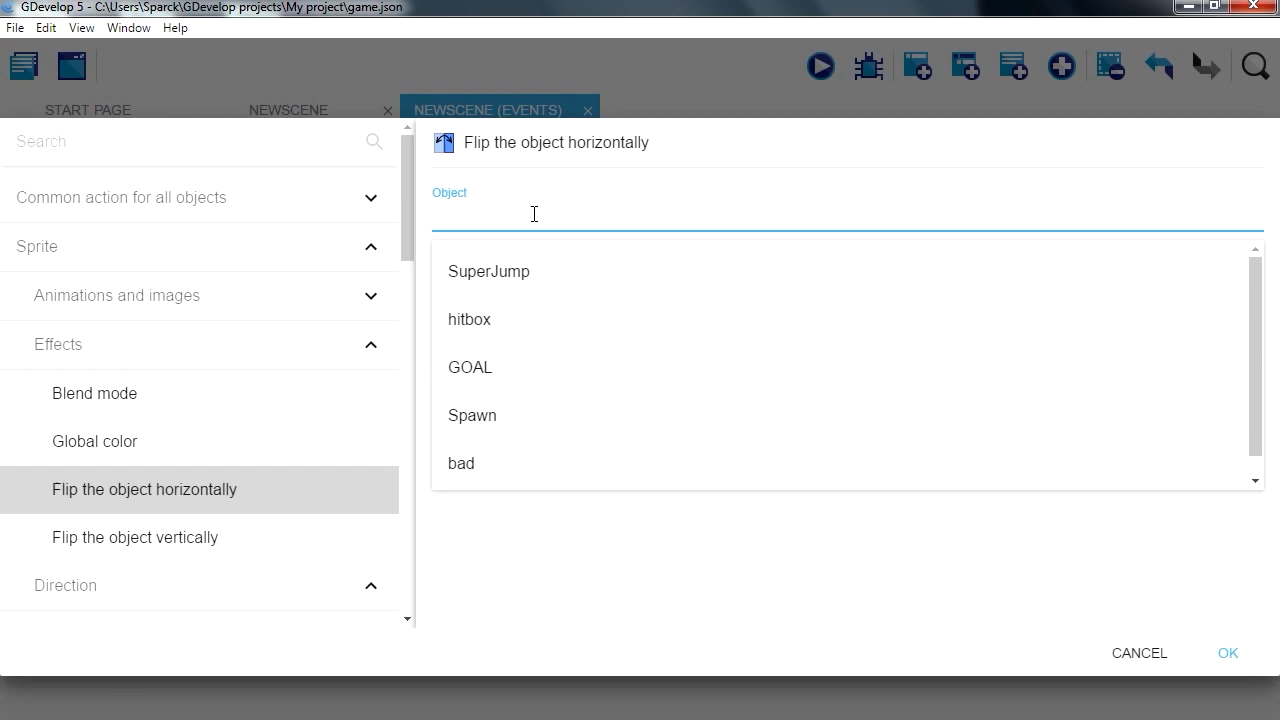 GDevelop 5 - C:\Users\Sparck\GDevelop projects\My project\game.json
File Edit View Window Help
START PAGE NEWSCENE NEWSCENE (EVENTS)
Search
Common action for all objects
Sprite
Animations and images
Effects
Blend mode
Global color
Flip the object horizontally
Flip the object vertically
Direction
Flip the object horizontally
Object
SuperJump
hitbox
GOAL
Spawn
bad
CANCEL OK